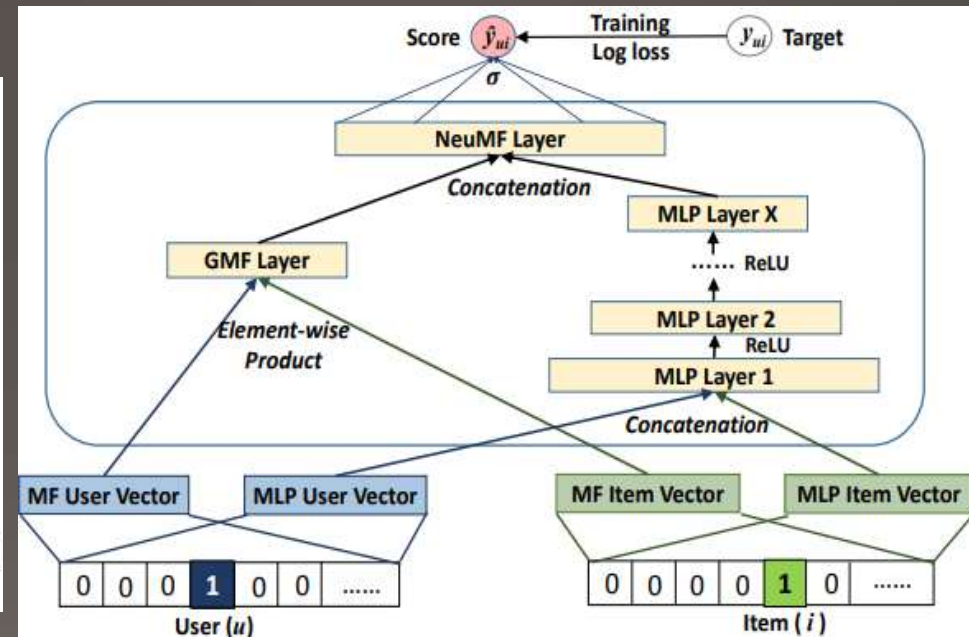 Score ŷui Training yui Target
Log loss
σ
NeuMF Layer
Concatenation
MLP Layer X
GMF Layer
...... ReLU
Element-wise
Product
MLP Layer 2
ReLU
MLP Layer 1
Concatenation
MF User Vector MLP User Vector MF Item Vector MLP Item Vector
0 0 0 1 0 0 ...... 0 0 0 0 1 0 ......
User (u) Item ( i )